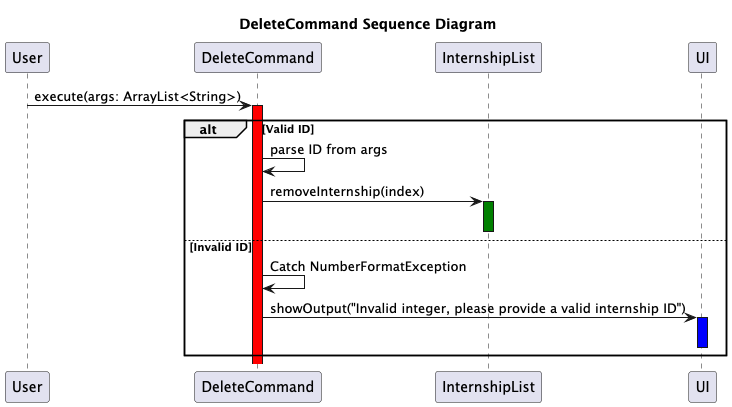 DeleteCommand Sequence Diagram
User DeleteCommand InternshipList UI
execute(args: ArrayList<String>)
alt [Valid ID]
parse ID from args
removeInternship(index)
[Invalid ID]
Catch NumberFormatException
showOutput("Invalid integer, please provide a valid internship ID")
User DeleteCommand InternshipList UI